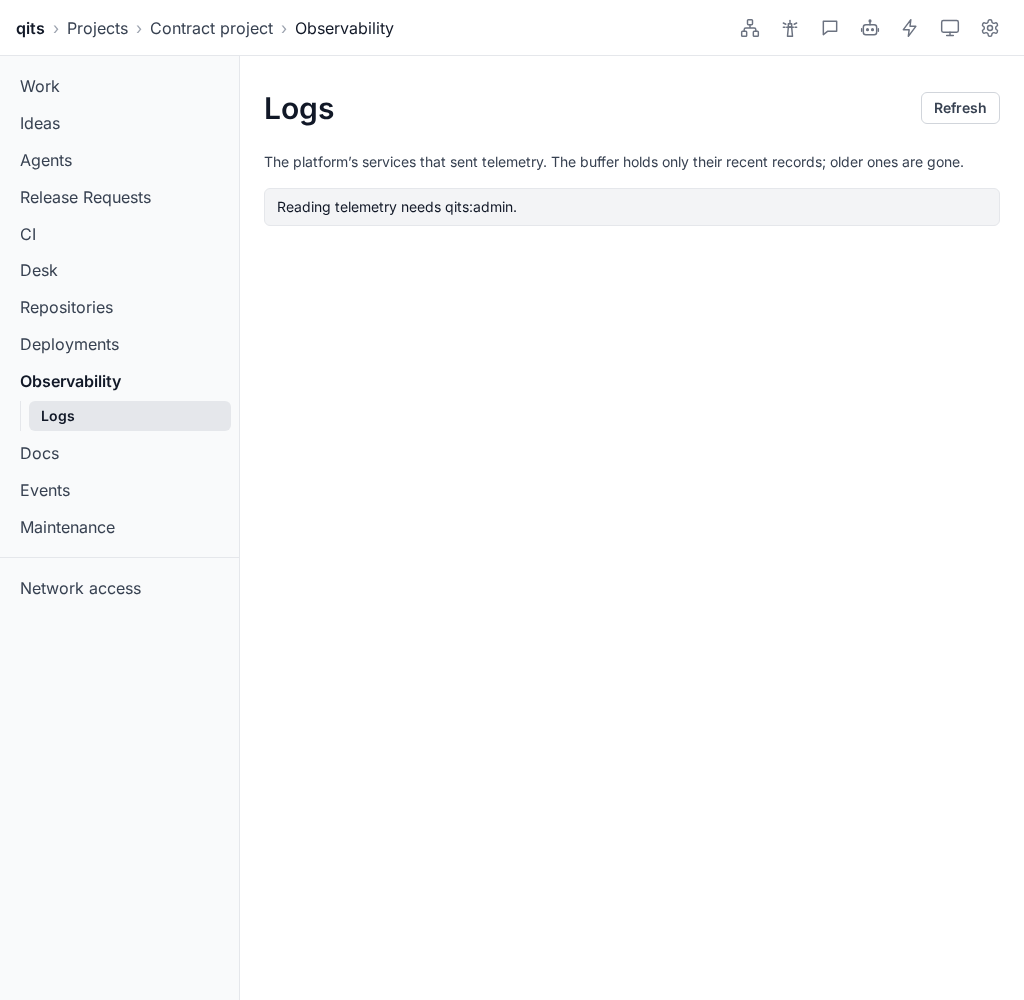 qits › Projects › Contract project › Observability
Work
Ideas
Agents
Release Requests
CI
Desk
Repositories
Deployments
Observability
Logs
Docs
Events
Maintenance
Network access
Logs
Refresh
The platform’s services that sent telemetry. The buffer holds only their recent records; older ones are gone.
Reading telemetry needs qits:admin.